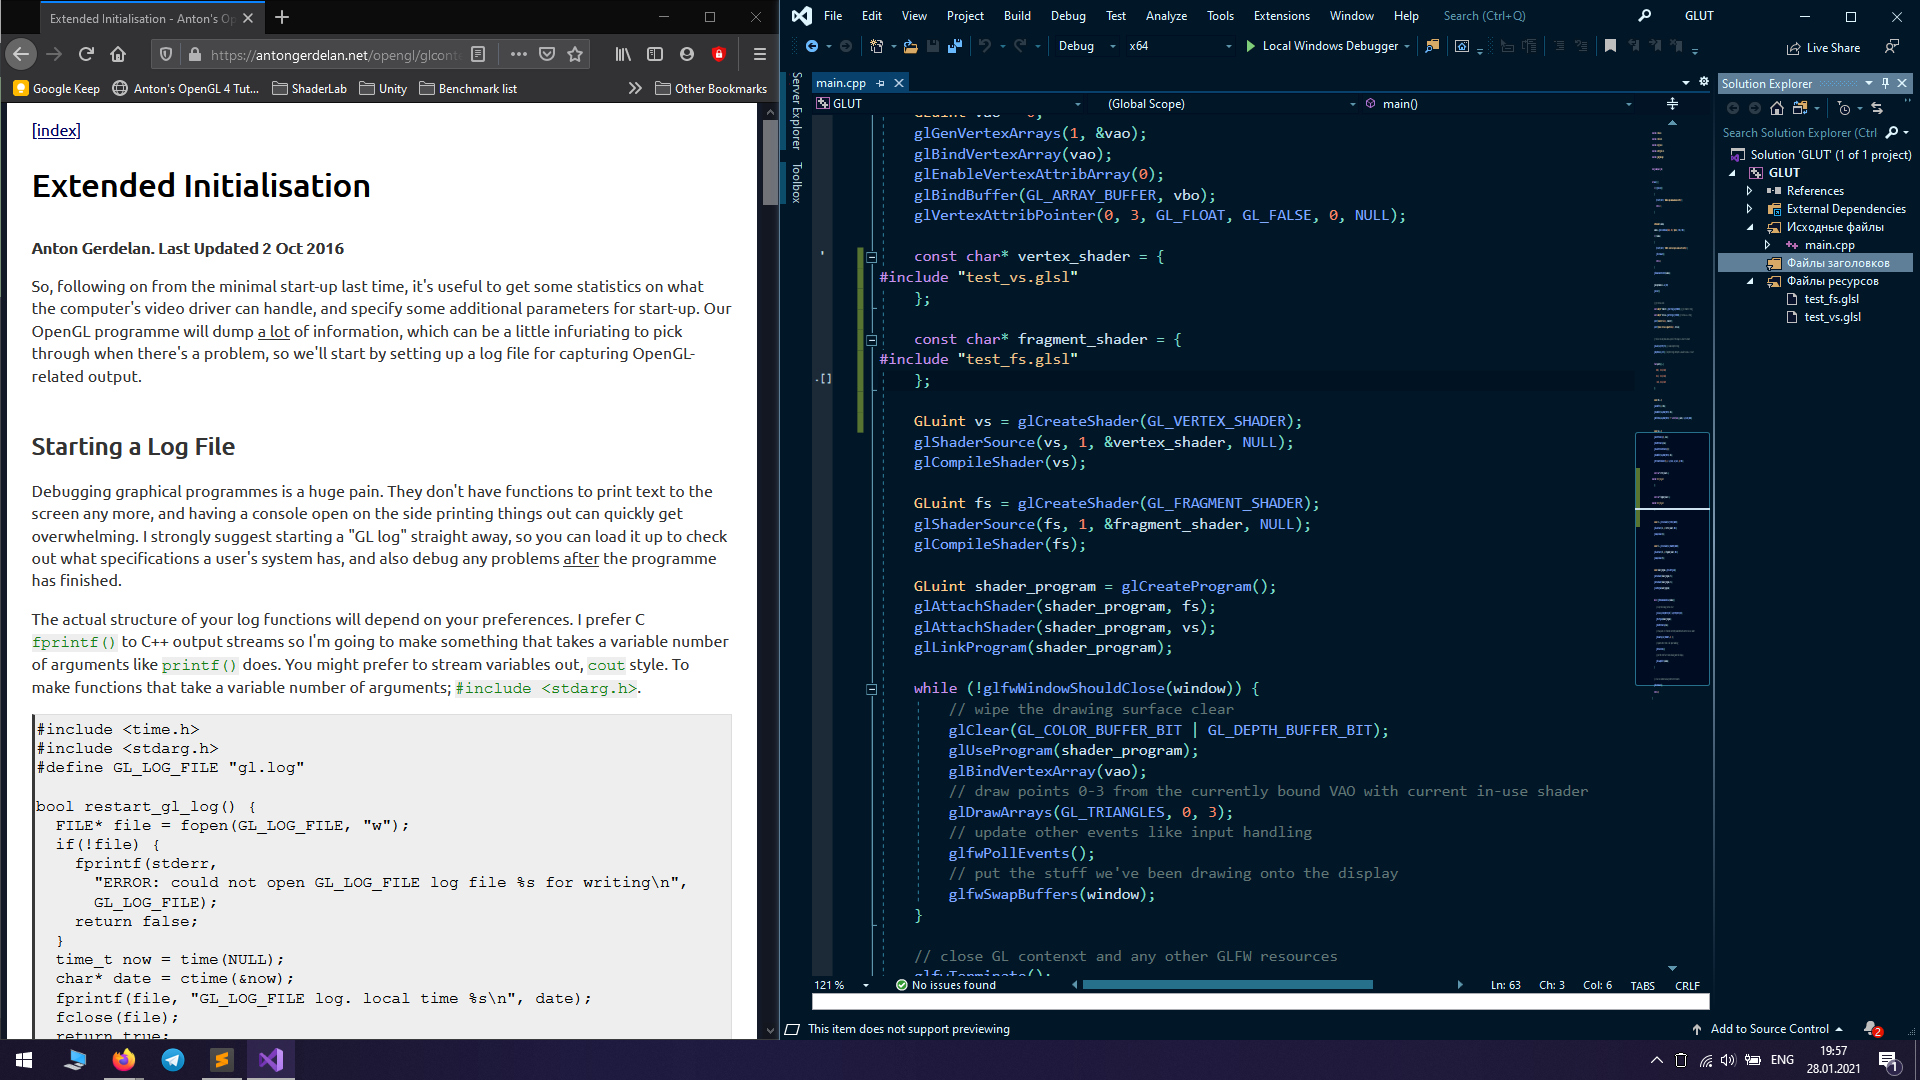 Extended Initialisation - Anton's Op
https://antongerdelan.net/opengl/glcont
Google Keep
Anton's OpenGL 4 Tut...
ShaderLab
Unity
Benchmark list
Other Bookmarks
[index]
Extended Initialisation
Anton Gerdelan. Last Updated 2 Oct 2016
So, following on from the minimal start-up last time, it's useful to get some statistics on what
the computer's video driver can handle, and specify some additional parameters for start-up. Our
OpenGL programme will dump a lot of information, which can be a little infuriating to pick
through when there's a problem, so we'll start by setting up a log file for capturing OpenGL-
related output.
Starting a Log File
Debugging graphical programmes is a huge pain. They don't have functions to print text to the
screen any more, and having a console open on the side printing things out can quickly get
overwhelming. I strongly suggest starting a "GL log" straight away, so you can load it up to check
out what specifications a user's system has, and also debug any problems after the programme
has finished.
The actual structure of your log functions will depend on your preferences. I prefer C
fprintf() to C++ output streams so I'm going to make something that takes a variable number
of arguments like printf() does. You might prefer to stream variables out, cout style. To
make functions that take a variable number of arguments; #include <stdarg.h>.
#include <time.h>
#include <stdarg.h>
#define GL_LOG_FILE "gl.log"
bool restart_gl_log() {
FILE* file = fopen(GL_LOG_FILE, "w");
if(!file) {
fprintf(stderr,
"ERROR: could not open GL_LOG_FILE log file %s for writing\n",
GL_LOG_FILE);
return false;
}
time_t now = time(NULL);
char* date = ctime(&now);
fprintf(file, "GL_LOG_FILE log. local time %s\n", date);
fclose(file);
return true;
File Edit View Project Build Debug Test Analyze Tools Extensions Window Help Search (Ctrl+Q) GLUT
Debug x64 Local Windows Debugger Live Share
Server Explorer
Toolbox
main.cpp
GLUT (Global Scope) main()
GLuint vao = 0;
glGenVertexArrays(1, &vao);
glBindVertexArray(vao);
glEnableVertexAttribArray(0);
glBindBuffer(GL_ARRAY_BUFFER, vbo);
glVertexAttribPointer(0, 3, GL_FLOAT, GL_FALSE, 0, NULL);
const char* vertex_shader = {
#include "test_vs.glsl"
};
const char* fragment_shader = {
#include "test_fs.glsl"
};
GLuint vs = glCreateShader(GL_VERTEX_SHADER);
glShaderSource(vs, 1, &vertex_shader, NULL);
glCompileShader(vs);
GLuint fs = glCreateShader(GL_FRAGMENT_SHADER);
glShaderSource(fs, 1, &fragment_shader, NULL);
glCompileShader(fs);
GLuint shader_program = glCreateProgram();
glAttachShader(shader_program, fs);
glAttachShader(shader_program, vs);
glLinkProgram(shader_program);
while (!glfwWindowShouldClose(window)) {
// wipe the drawing surface clear
glClear(GL_COLOR_BUFFER_BIT | GL_DEPTH_BUFFER_BIT);
glUseProgram(shader_program);
glBindVertexArray(vao);
// draw points 0-3 from the currently bound VAO with current in-use shader
glDrawArrays(GL_TRIANGLES, 0, 3);
// update other events like input handling
glfwPollEvents();
// put the stuff we've been drawing onto the display
glfwSwapBuffers(window);
}
// close GL contenxt and any other GLFW resources
glfwTerminate();
121 % No issues found Ln: 63 Ch: 3 Col: 6 TABS CRLF
This item does not support previewing
Add to Source Control 2
Solution Explorer
Search Solution Explorer (Ctrl
Solution 'GLUT' (1 of 1 project)
GLUT
References
External Dependencies
Исходные файлы
main.cpp
Файлы заголовков
Файлы ресурсов
test_fs.glsl
test_vs.glsl
ENG
19:57
28.01.2021
1